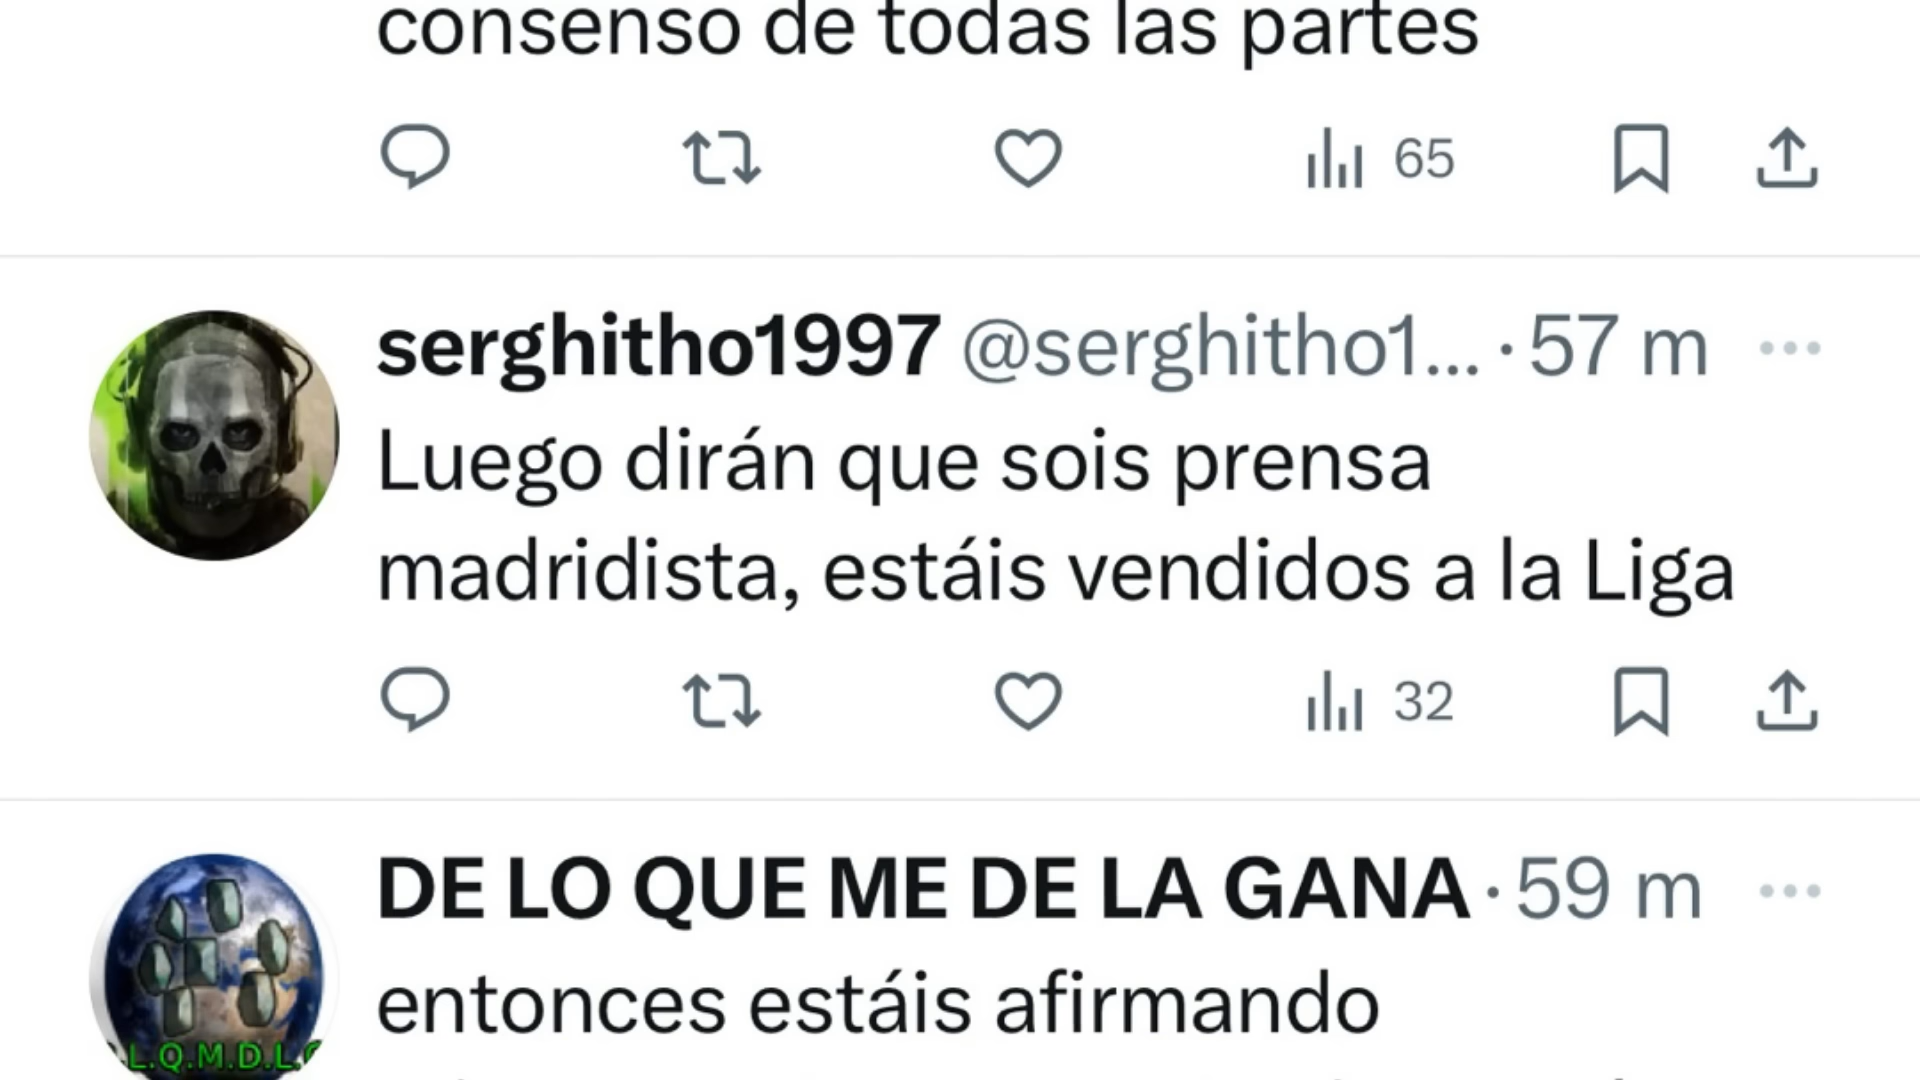 consenso de todas las partes
65
serghitho1997 @serghitho1... · 57 m
Luego dirán que sois prensa
madridista, estáis vendidos a la Liga
32
DE LO QUE ME DE LA GANA · 59 m
entonces estáis afirmando
L.Q.M.D.L.